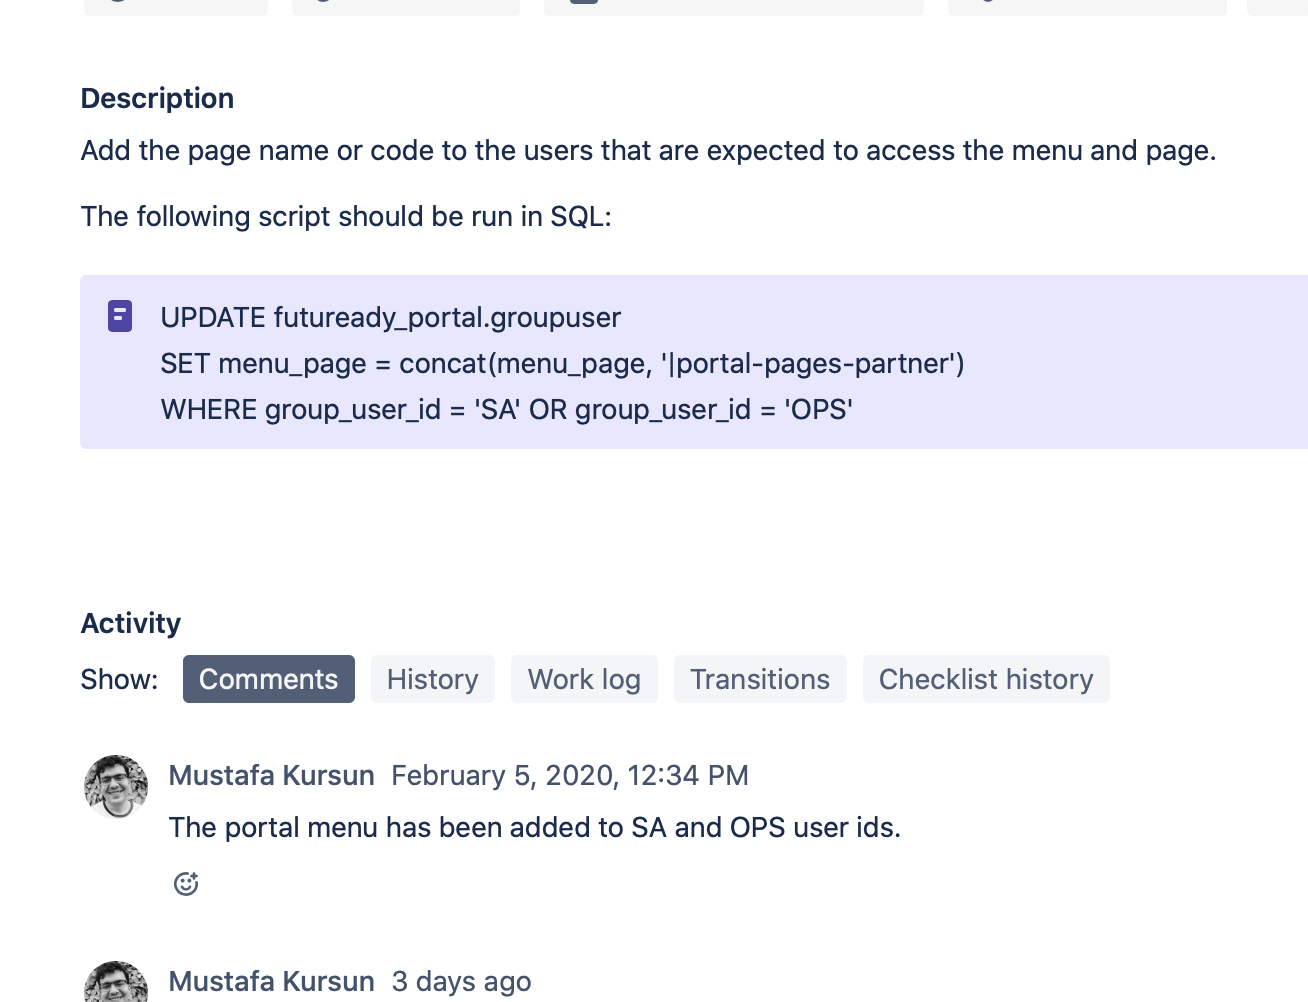 Description
Add the page name or code to the users that are expected to access the menu and page.
The following script should be run in SQL:
UPDATE futuready_portal.groupuser
SET menu_page = concat(menu_page, '|portal-pages-partner')
WHERE group_user_id = 'SA' OR group_user_id = 'OPS'
Activity
Show: Comments History Work log Transitions Checklist history
Mustafa Kursun February 5, 2020, 12:34 PM
The portal menu has been added to SA and OPS user ids.
Mustafa Kursun 3 days ago